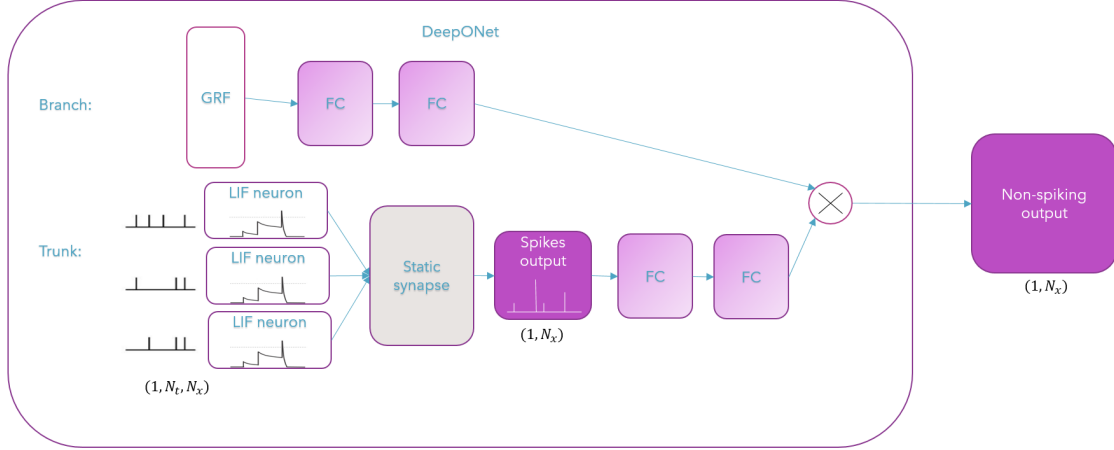 DeepONet
Branch:
GRF
FC
FC
Non-spiking
output
(1, N_x)
Trunk:
LIF neuron
LIF neuron
LIF neuron
Static
synapse
Spikes
output
(1, N_x)
FC
FC
(1, N_t, N_x)